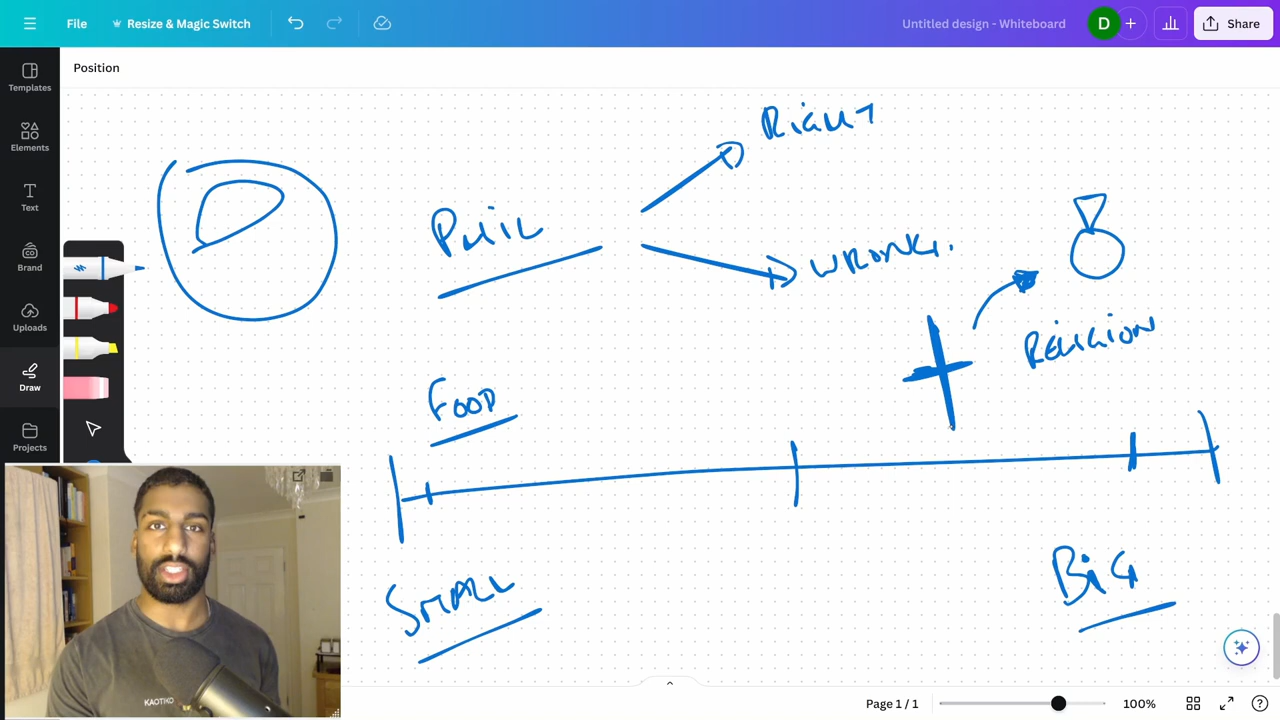 File
Resize & Magic Switch
Untitled design - Whiteboard
D
Share
Position
Templates
Elements
Text
Brand
Uploads
Draw
Projects
RIGHT
WRONG.
RELIGION
FOOD
SMALL
BIG
KAOTIKO
Page 1 / 1
100%